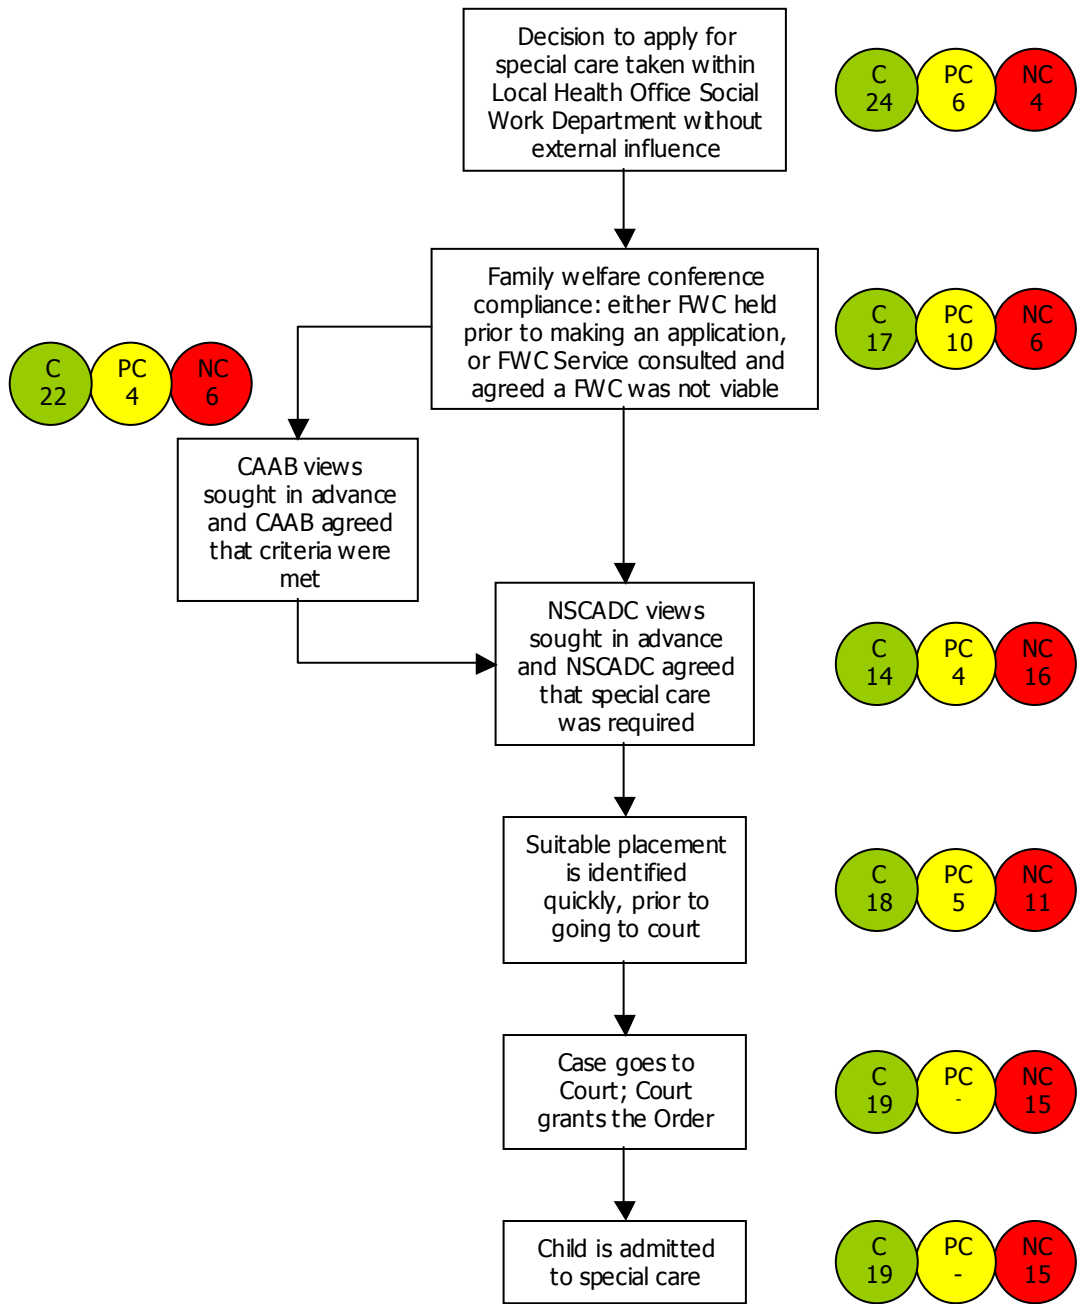 Decision to apply for
special care taken within
Local Health Office Social
Work Department without
external influence
C
24
PC
6
NC
4
Family welfare conference
compliance: either FWC held
prior to making an application,
or FWC Service consulted and
agreed a FWC was not viable
C
17
PC
10
NC
6
C
22
PC
4
NC
6
CAAB views
sought in advance
and CAAB agreed
that criteria were
met
NSCADC views
sought in advance
and NSCADC agreed
that special care
was required
C
14
PC
4
NC
16
Suitable placement
is identified
quickly, prior to
going to court
C
18
PC
5
NC
11
Case goes to
Court; Court
grants the Order
C
19
PC
-
NC
15
Child is admitted
to special care
C
19
PC
-
NC
15